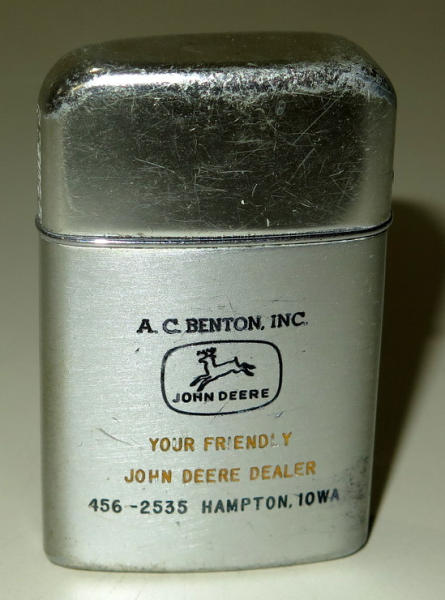 A. C. BENTON, INC.
JOHN DEERE
YOUR FRIENDLY
JOHN DEERE DEALER
456-2535 HAMPTON, IOWA